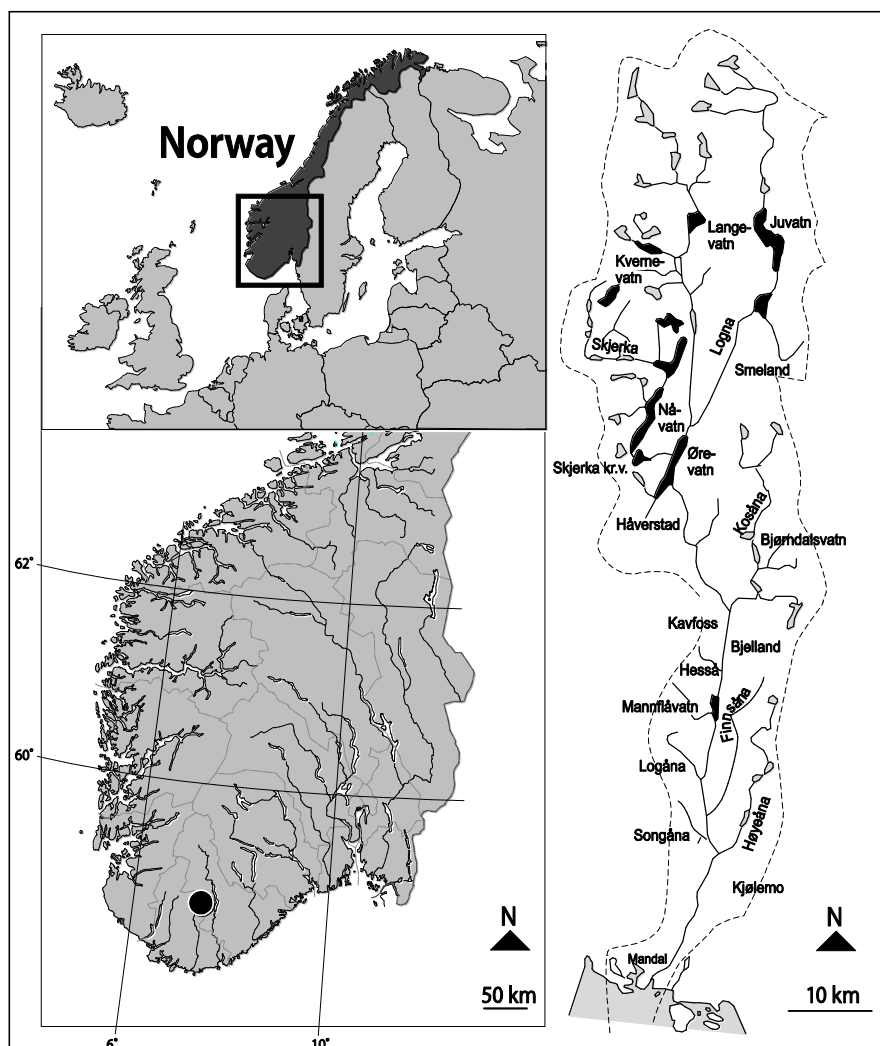 Norway
62°
60°
N
50 km
6°
10°
Lange-
vatn
Juvatn
Kverne-
vatn
Skjerka
Logna
Smeland
Nå-
vatn
Øre-
vatn
Skjerka kr.v.
Håverstad
Kosåna
Bjørndalsvatn
Kavfoss
Bjelland
Hesså
Mannflåvatn
Finnsåna
Logåna
Songåna
Høyeåna
Kjølemo
Mandal
N
10 km